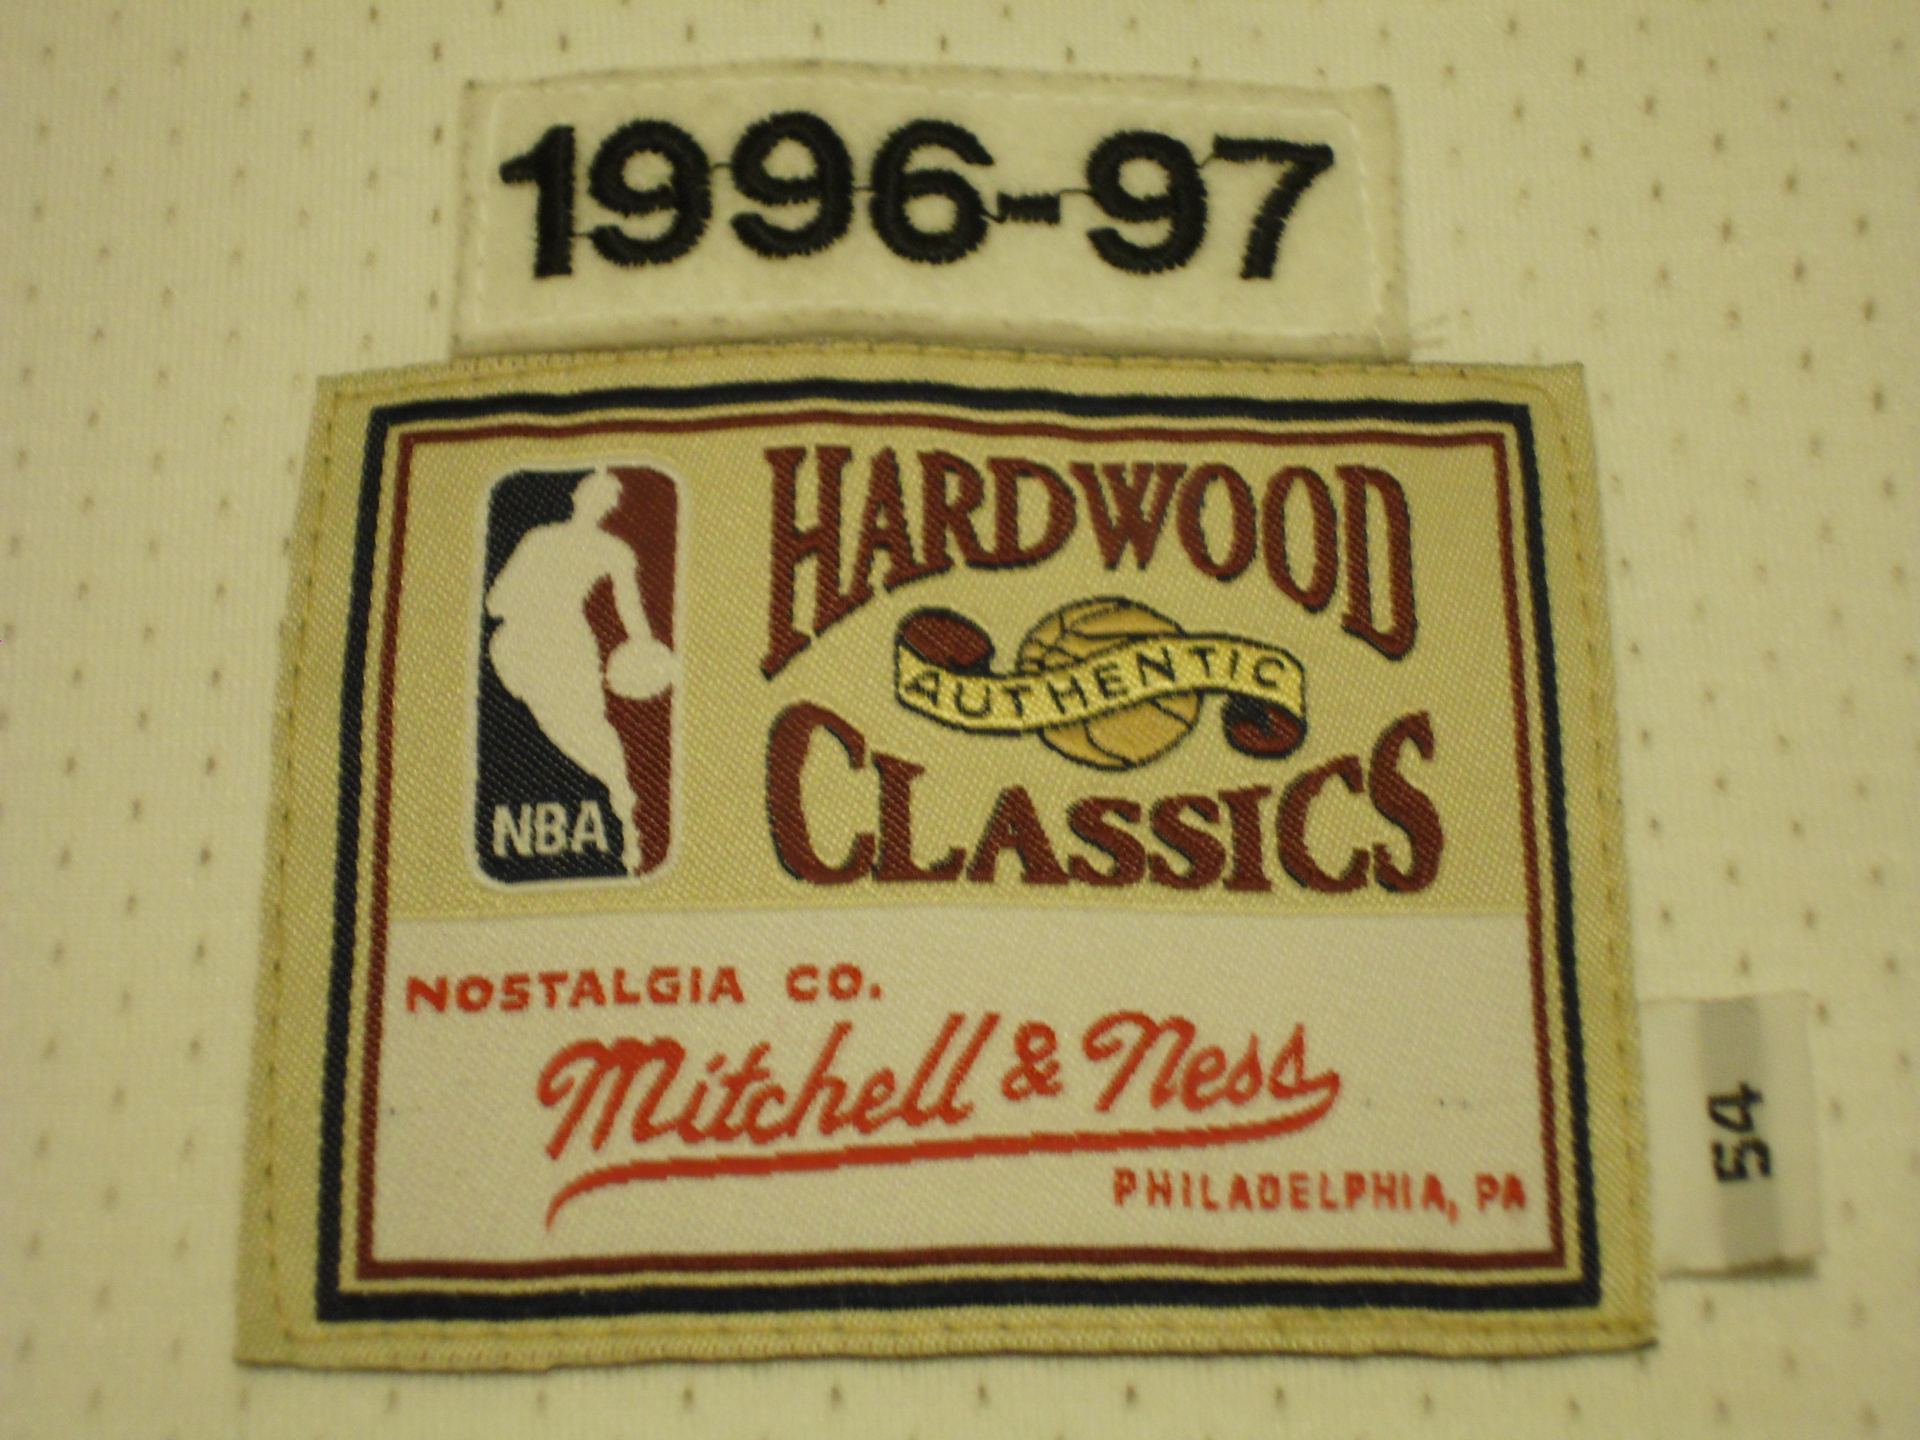 1996-97
HARDWOOD
AUTHENTIC
CLASSICS
NBA
NOSTALGIA CO.
Mitchell & Ness
PHILADELPHIA, PA
54